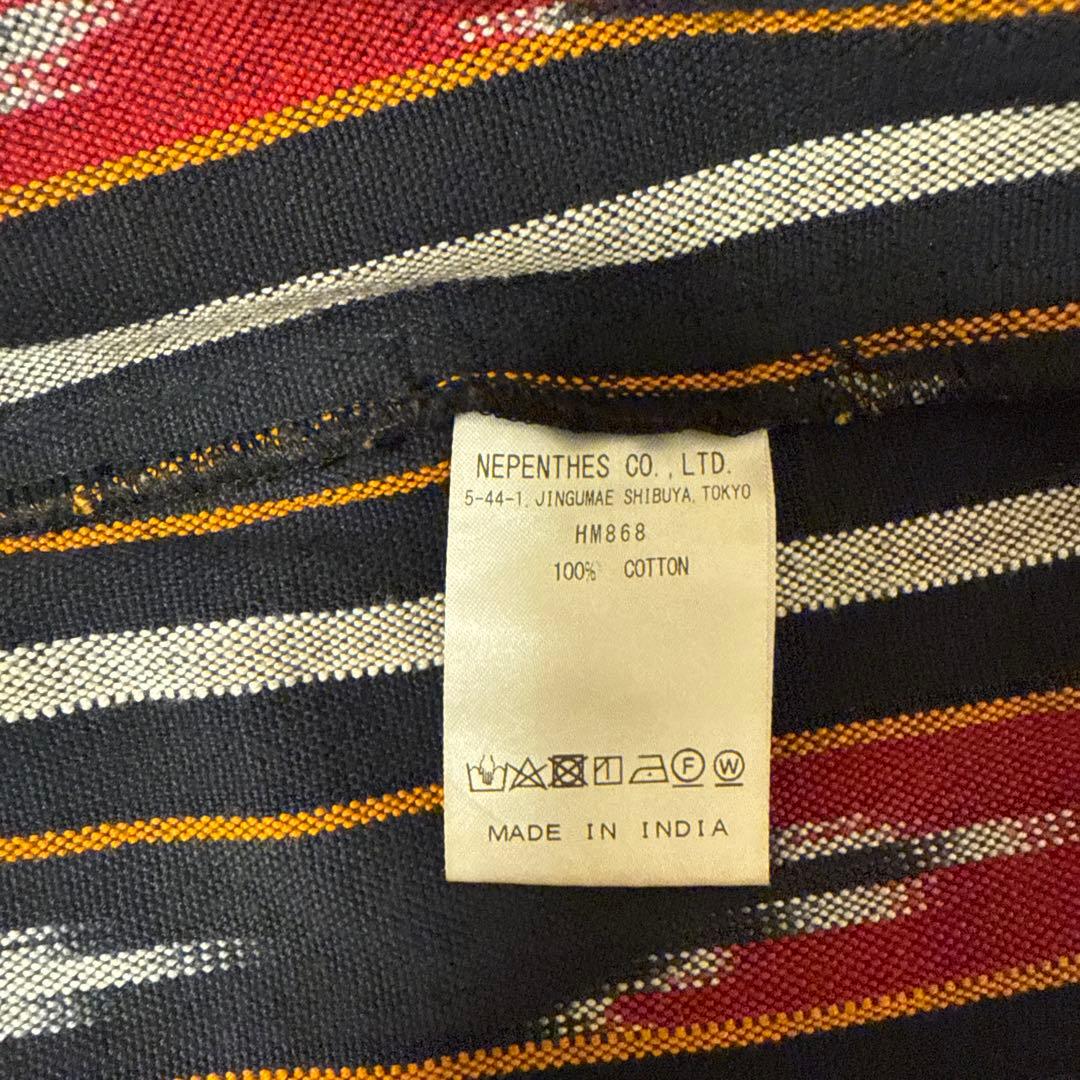 NEPENTHES CO., LTD.
5-44-1, JINGUMAE SHIBUYA, TOKYO
HM868
100% COTTON
F W
MADE IN INDIA